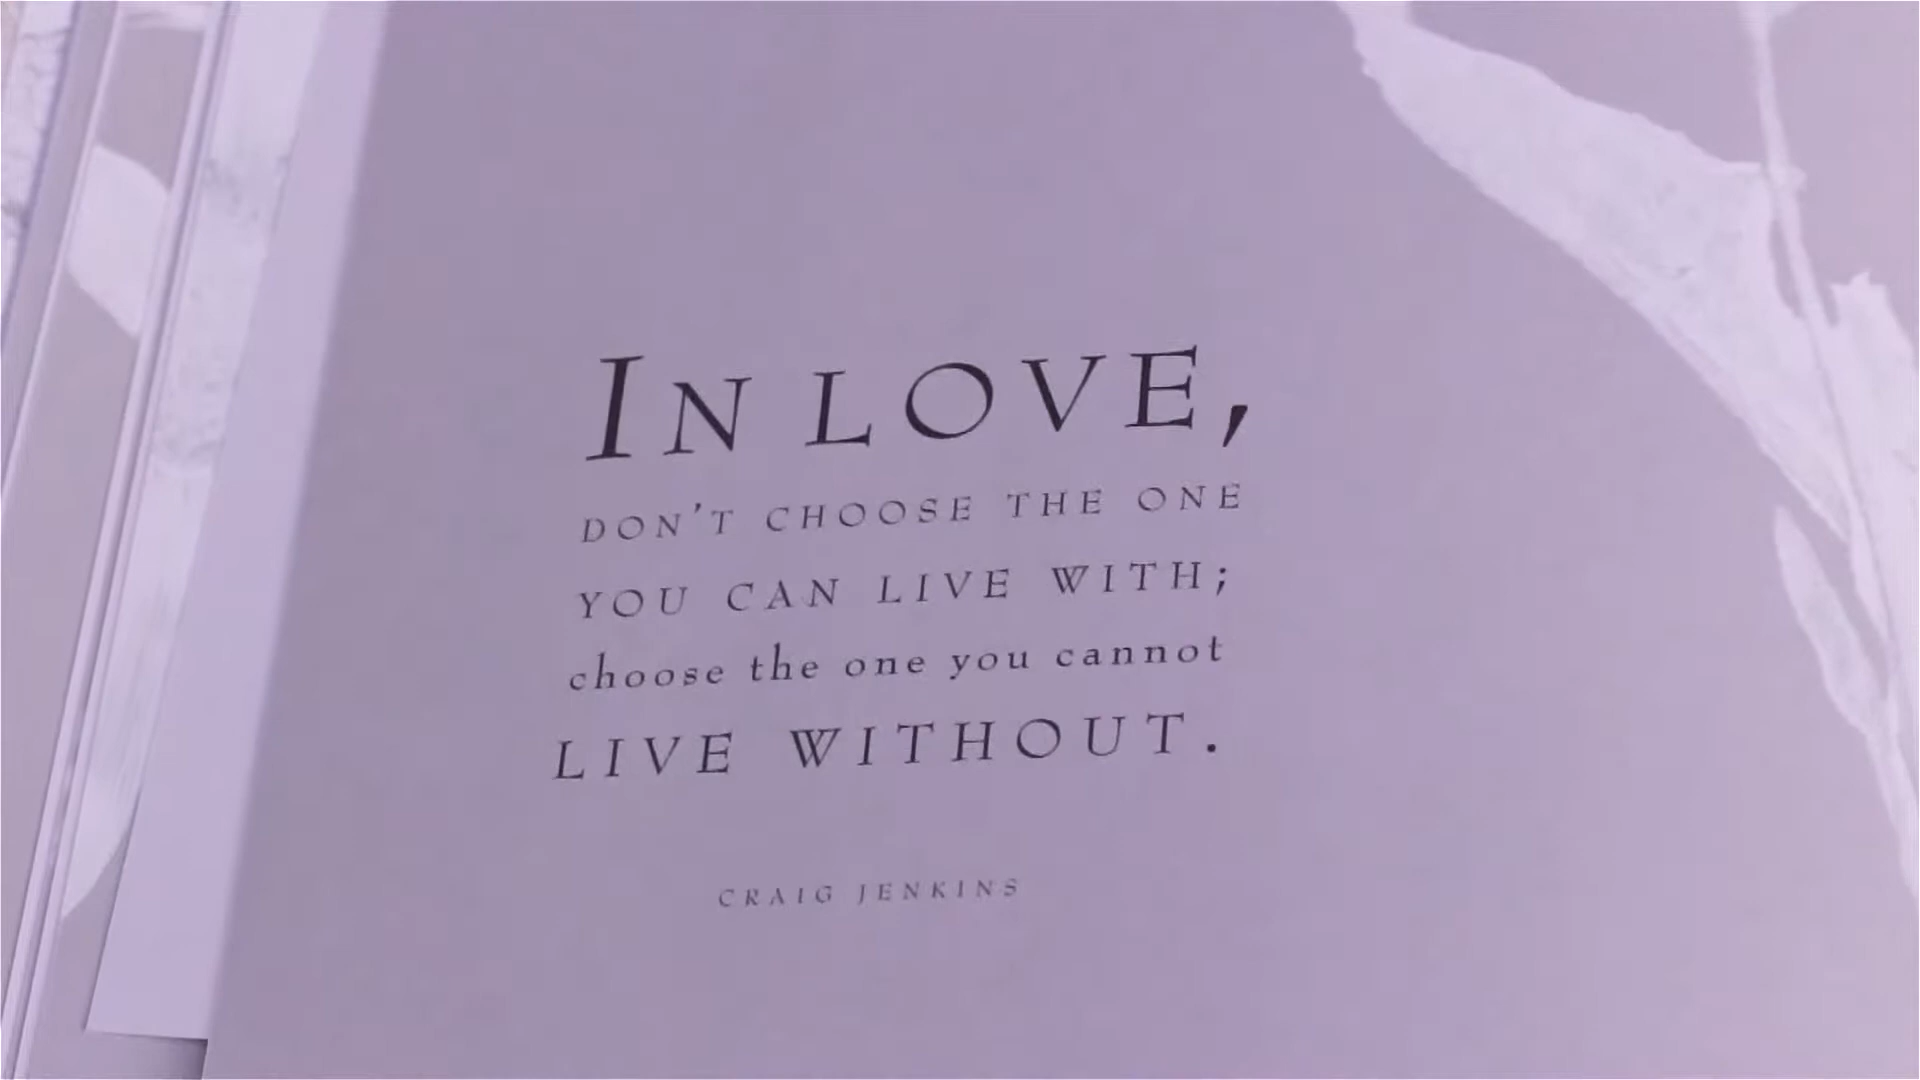 IN LOVE,
DON'T CHOOSE THE ONE
YOU CAN LIVE WITH;
choose the one you cannot
LIVE WITHOUT.
CRAIG JENKINS